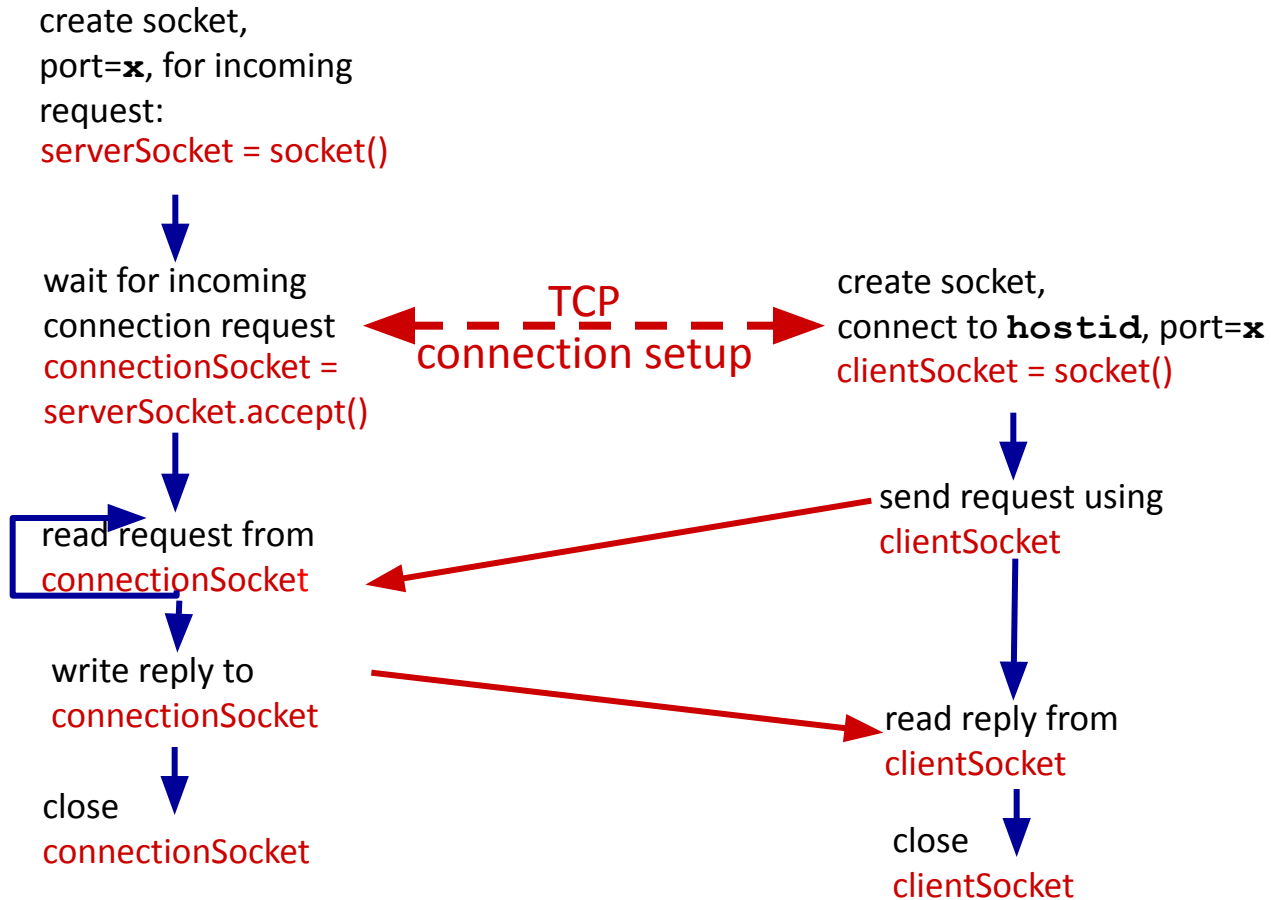 create socket,
port=x, for incoming
request:
serverSocket = socket()
wait for incoming
connection request
connectionSocket =
serverSocket.accept()
TCP
connection setup
create socket,
connect to hostid, port=x
clientSocket = socket()
read request from
connectionSocket
send request using
clientSocket
write reply to
connectionSocket
read reply from
clientSocket
close
connectionSocket
close
clientSocket